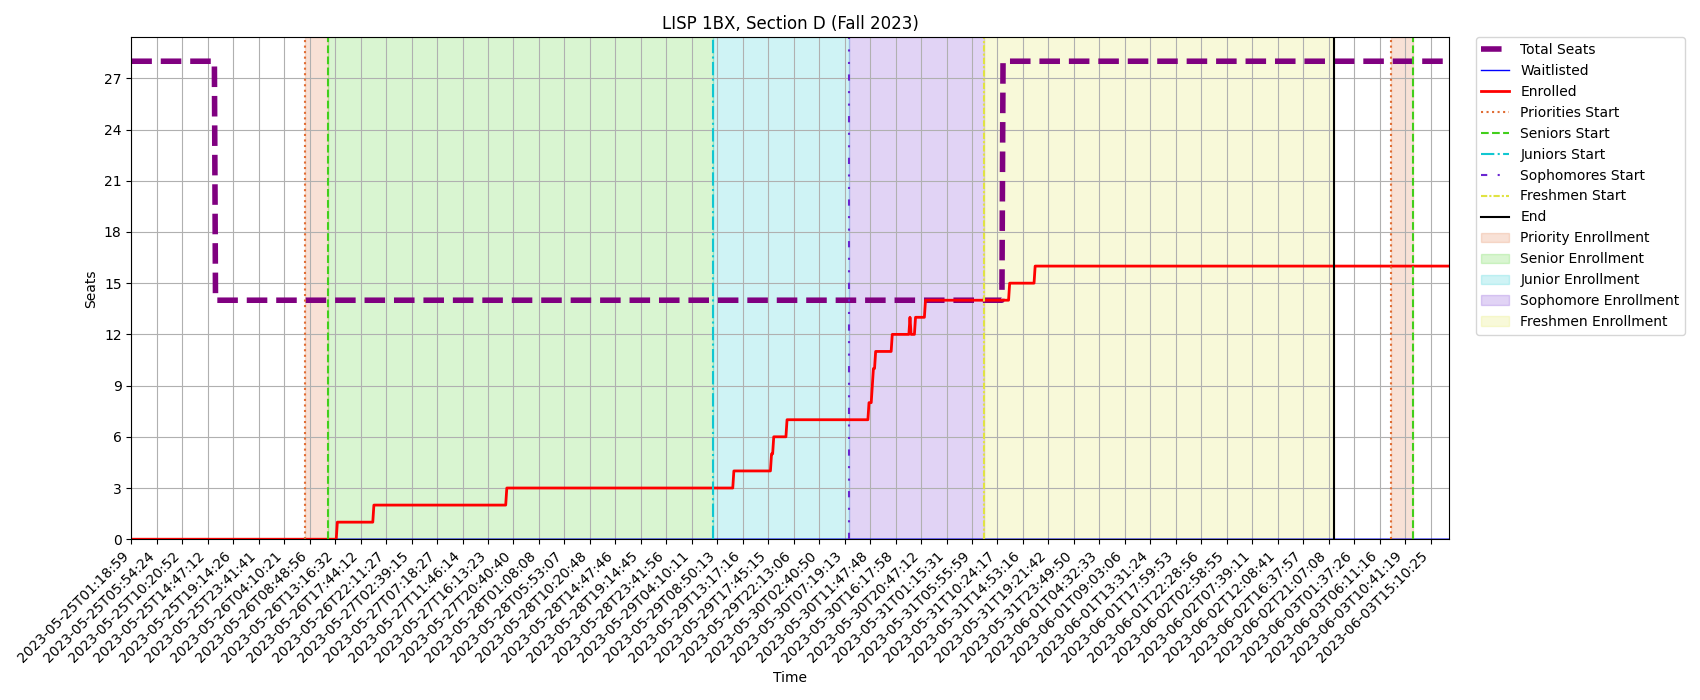 LISP 1BX, Section D (Fall 2023)
27
24
21
18
15
12
9
6
3
0
Seats
2023-05-25T01:18:59
2023-05-25T05:54:24
2023-05-25T10:20:52
2023-05-25T14:47:12
2023-05-25T19:14:26
2023-05-25T23:41:41
2023-05-26T04:10:21
2023-05-26T08:48:56
2023-05-26T13:16:32
2023-05-26T17:44:12
2023-05-26T22:11:27
2023-05-27T02:39:15
2023-05-27T07:18:27
2023-05-27T11:46:14
2023-05-27T16:13:23
2023-05-27T20:40:40
2023-05-28T01:08:08
2023-05-28T05:53:07
2023-05-28T10:20:48
2023-05-28T14:47:46
2023-05-28T19:14:45
2023-05-28T23:41:56
2023-05-29T04:10:11
2023-05-29T08:50:13
2023-05-29T13:17:16
2023-05-29T17:45:15
2023-05-29T22:13:06
2023-05-30T02:40:50
2023-05-30T07:19:13
2023-05-30T11:47:48
2023-05-30T16:17:58
2023-05-30T20:47:12
2023-05-31T01:15:31
2023-05-31T05:55:59
2023-05-31T10:24:17
2023-05-31T14:53:16
2023-05-31T19:21:42
2023-05-31T23:49:50
2023-06-01T04:32:33
2023-06-01T09:03:06
2023-06-01T13:31:24
2023-06-01T17:59:53
2023-06-01T22:28:56
2023-06-02T02:58:55
2023-06-02T07:39:11
2023-06-02T12:08:41
2023-06-02T16:37:57
2023-06-02T21:07:08
2023-06-03T01:37:26
2023-06-03T06:11:16
2023-06-03T10:41:19
2023-06-03T15:10:25
Time
Total Seats
Waitlisted
Enrolled
Priorities Start
Seniors Start
Juniors Start
Sophomores Start
Freshmen Start
End
Priority Enrollment
Senior Enrollment
Junior Enrollment
Sophomore Enrollment
Freshmen Enrollment